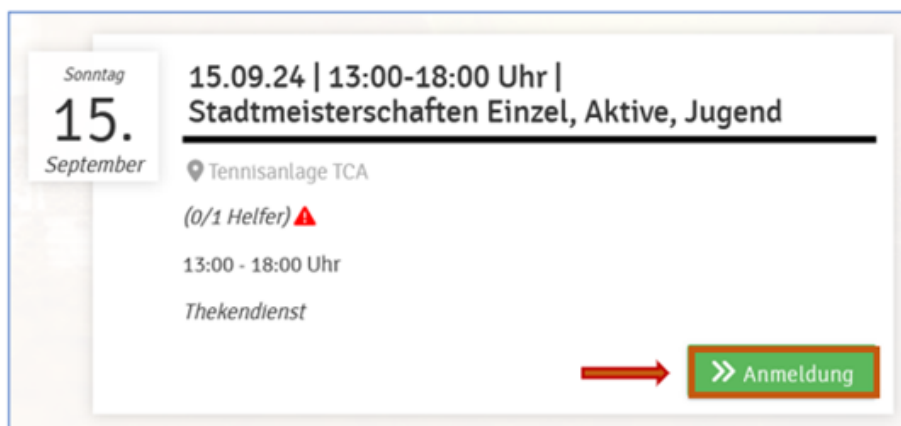 Sonntag
15.
September
15.09.24 | 13:00-18:00 Uhr |
Stadtmeisterschaften Einzel, Aktive, Jugend
Tennisanlage TCA
(0/1 Helfer)
13:00 - 18:00 Uhr
Thekendienst
Anmeldung